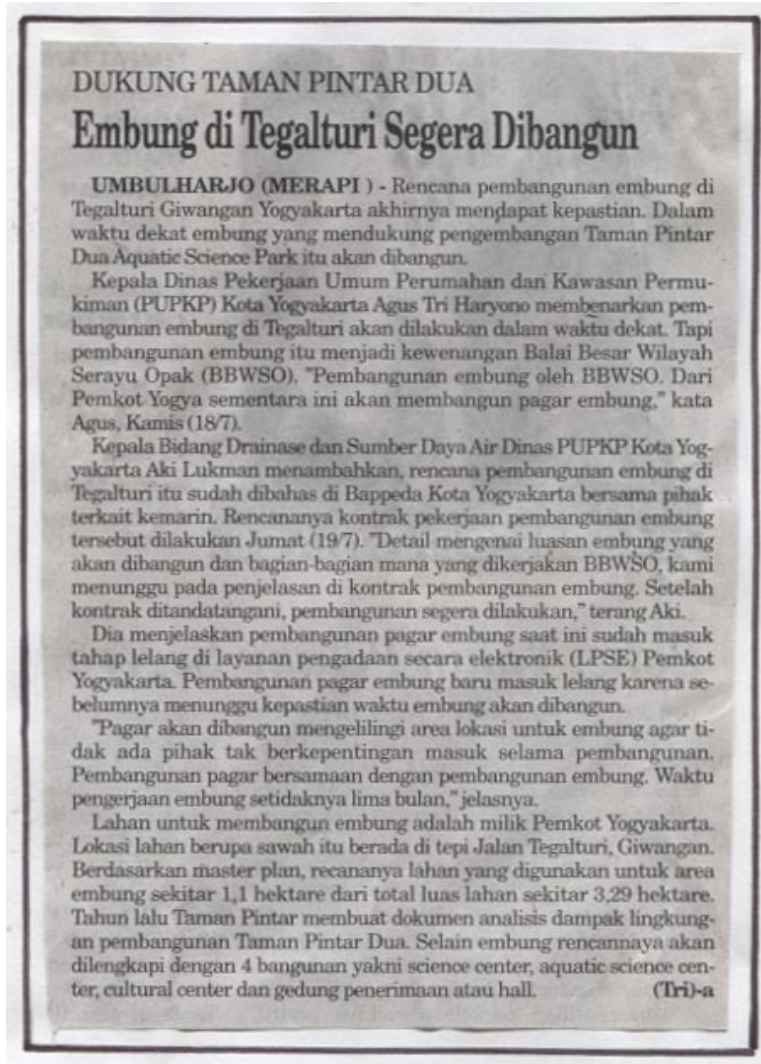 DUKUNG TAMAN PINTAR DUA
Embung di Tegalturi Segera Dibangun
UMBULHARJO (MERAPI ) - Rencana pembangunan embung di
Tegalturi Giwangan Yogyakarta akhirnya mendapat kepastian. Dalam
waktu dekat embung yang mendukung pengembangan Taman Pintar
Dua Aquatic Science Park itu akan dibangun.
Kepala Dinas Pekerjaan Umum Perumahan dan Kawasan Permu-
kiman (PUPKP) Kota Yogyakarta Agus Tri Haryono membenarkan pem-
bangunan embung di Tegalturi akan dilakukan dalam waktu dekat. Tapi
pembangunan embung itu menjadi kewenangan Balai Besar Wilayah
Serayu Opak (BBWSO). "Pembangunan embung oleh BBWSO. Dari
Pemkot Yogya sementara ini akan membangun pagar embung," kata
Agus, Kamis (18/7).
Kepala Bidang Drainase dan Sumber Daya Air Dinas PUPKP Kota Yog-
yakarta Aki Lukman menambahkan, rencana pembangunan embung di
Tegalturi itu sudah dibahas di Bappeda Kota Yogyakarta bersama pihak
terkait kemarin. Rencananya kontrak pekerjaan pembangunan embung
tersebut dilakukan Jumat (19/7). "Detail mengenai luasan embung yang
akan dibangun dan bagian-bagian mana yang dikerjakan BBWSO, kami
menunggu pada penjelasan di kontrak pembangunan embung. Setelah
kontrak ditandatangani, pembangunan segera dilakukan," terang Aki.
Dia menjelaskan pembangunan pagar embung saat ini sudah masuk
tahap lelang di layanan pengadaan secara elektronik (LPSE) Pemkot
Yogyakarta. Pembangunan pagar embung baru masuk lelang karena se-
belumnya menunggu kepastian waktu embung akan dibangun.
"Pagar akan dibangun mengelilingi area lokasi untuk embung agar ti-
dak ada pihak tak berkepentingan masuk selama pembangunan.
Pembangunan pagar bersamaan dengan pembangunan embung. Waktu
pengerjaan embung setidaknya lima bulan," jelasnya.
Lahan untuk membangun embung adalah milik Pemkot Yogyakarta.
Lokasi lahan berupa sawah itu berada di tepi Jalan Tegalturi, Giwangan.
Berdasarkan master plan, recananya lahan yang digunakan untuk area
embung sekitar 1,1 hektare dari total luas lahan sekitar 3,29 hektare.
Tahun lalu Taman Pintar membuat dokumen analisis dampak lingkung-
an pembangunan Taman Pintar Dua. Selain embung rencannaya akan
dilengkapi dengan 4 bangunan yakni science center, aquatic science cen-
ter, cultural center dan gedung penerimaan atau hall. (Tri)-a